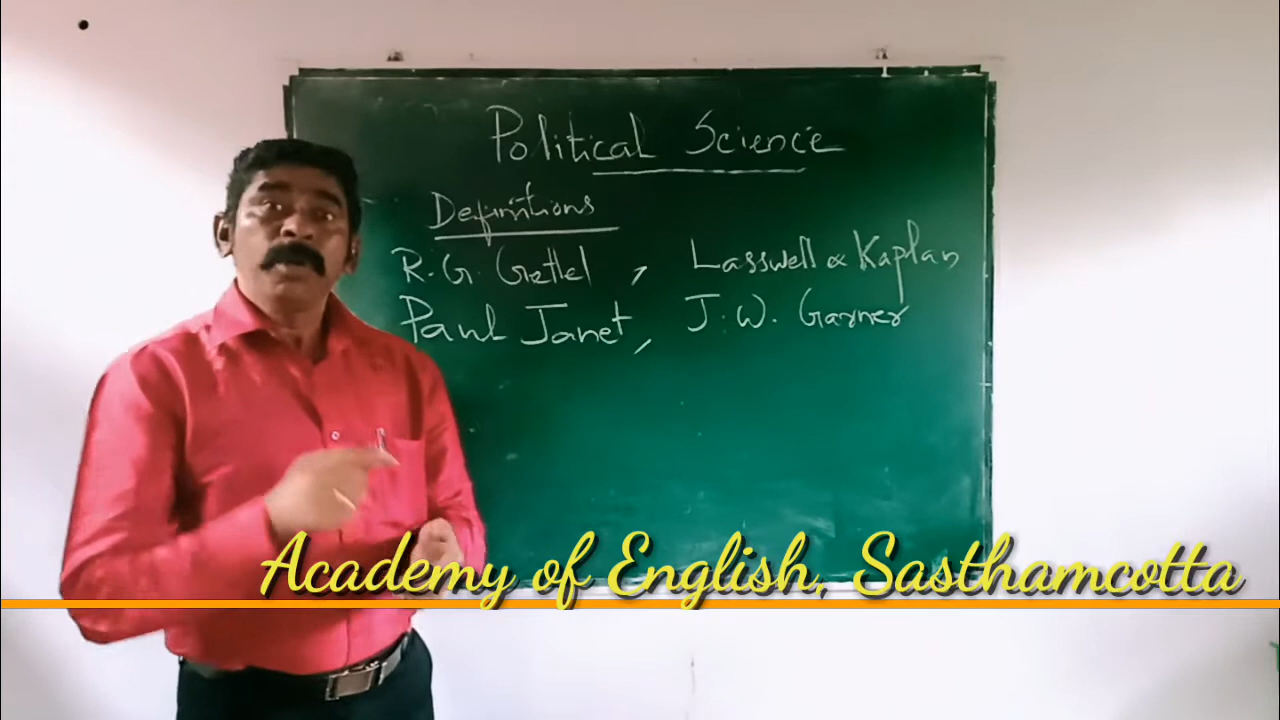 Political Science
Definitions
R. G. Gettel , Lasswell & Kaplan
Paul Janet, J. W. Garner
Academy of English, Sasthamcotta